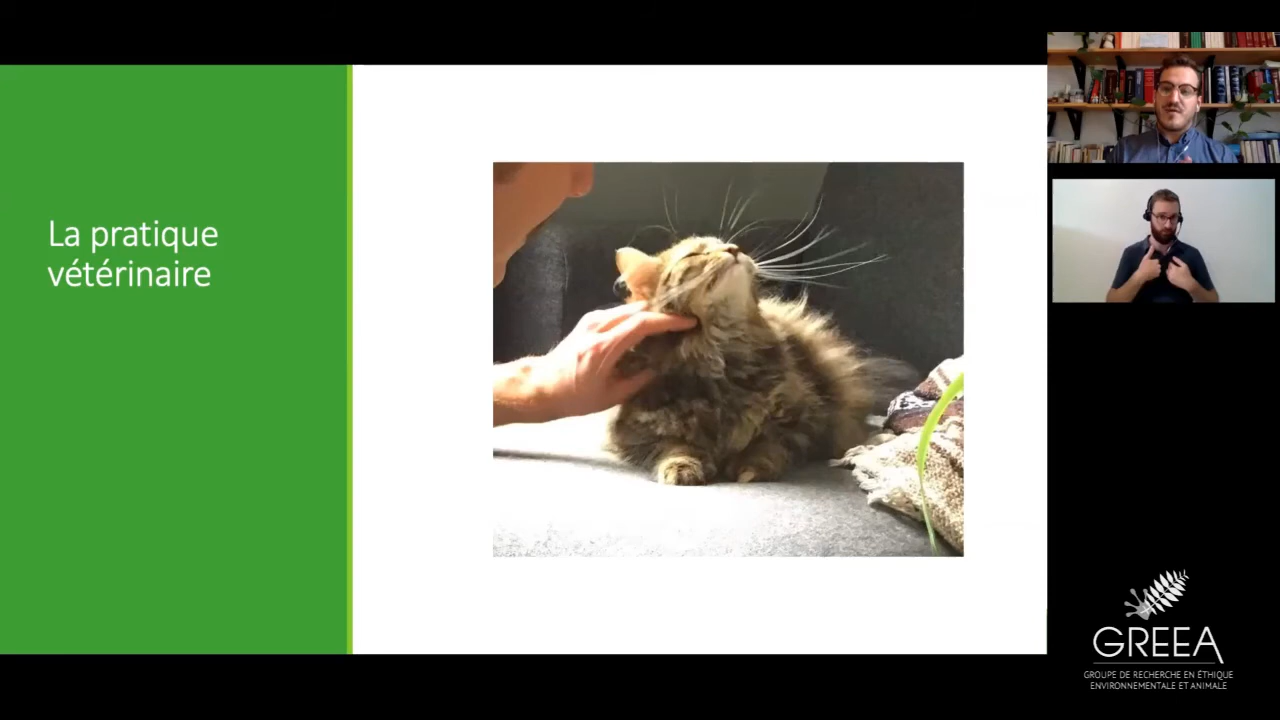 La pratique
vétérinaire
GREEA
GROUPE DE RECHERCHE EN ÉTHIQUE
ENVIRONNEMENTALE ET ANIMALE